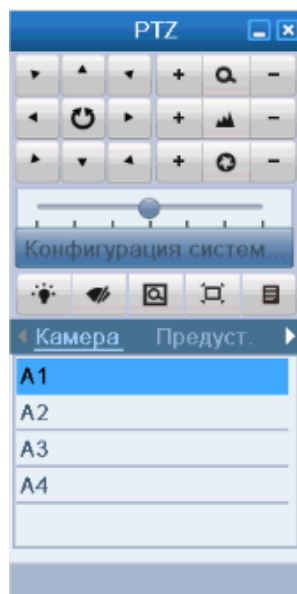 PTZ
Конфигурация систем...
Камера Предуст.
A1
A2
A3
A4